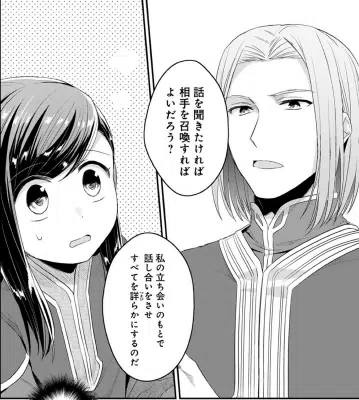 話を聞きたければ
相手を召喚すれば
よいだろう？
私の立ち会いのもとで
話し合いをさせ
すべてを詳らかにするのだ